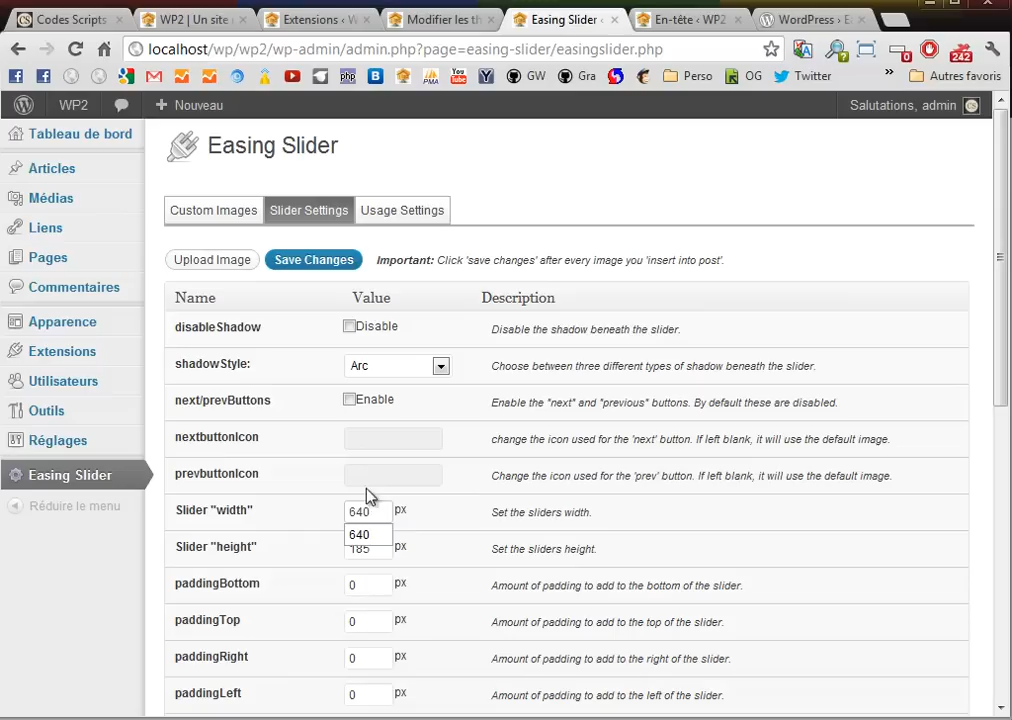 Codes Scripts
WP2 | Un site
Extensions ‹ W
Modifier les th
Easing Slider ‹
En-tête ‹ WP2
WordPress › E
localhost/wp/wp2/wp-admin/admin.php?page=easing-slider/easingslider.php
0
242
php
B
PMA
You Tube
GW
Gra
Perso
OG
Twitter
»
Autres favoris
WP2
Nouveau
Salutations, admin
Tableau de bord
Articles
Médias
Liens
Pages
Commentaires
Apparence
Extensions
Utilisateurs
Outils
Réglages
Easing Slider
Réduire le menu
Easing Slider
Custom Images
Slider Settings
Usage Settings
Upload Image
Save Changes
Important: Click 'save changes' after every image you 'insert into post'.
Name Value Description
disableShadow Disable Disable the shadow beneath the slider.
shadowStyle: Arc Choose between three different types of shadow beneath the slider.
next/prevButtons Enable Enable the "next" and "previous" buttons. By default these are disabled.
nextbuttonIcon change the icon used for the 'next' button. If left blank, it will use the default image.
prevbuttonIcon Change the icon used for the 'prev' button. If left blank, it will use the default image.
Slider "width" 640 px Set the sliders width.
640
Slider "height" 185 px Set the sliders height.
paddingBottom 0 px Amount of padding to add to the bottom of the slider.
paddingTop 0 px Amount of padding to add to the top of the slider.
paddingRight 0 px Amount of padding to add to the right of the slider.
paddingLeft 0 px Amount of padding to add to the left of the slider.